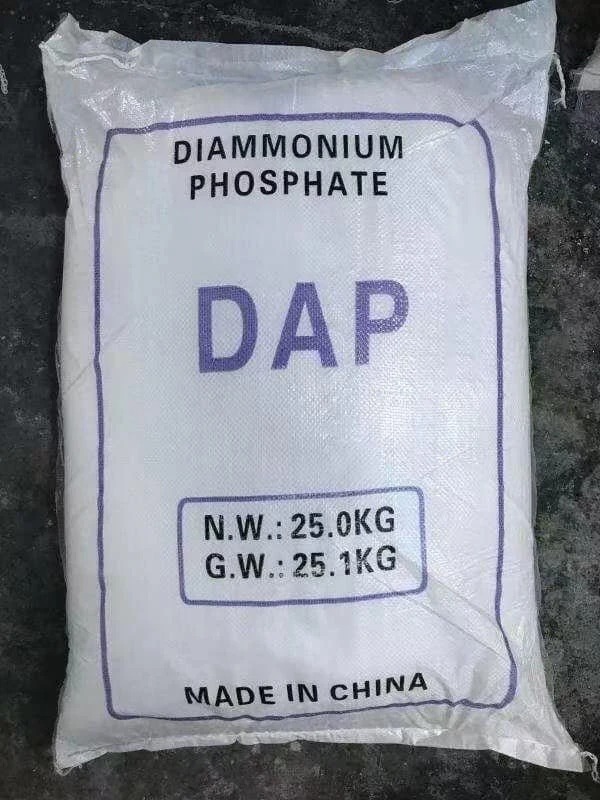 DIAMMONIUM
PHOSPHATE
DAP
N.W.: 25.0KG
G.W.: 25.1KG
MADE IN CHINA